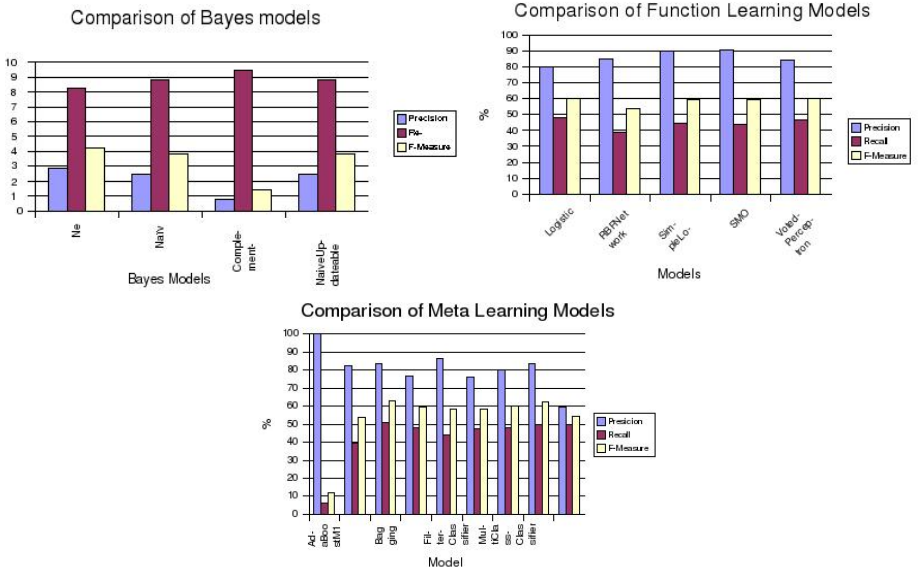 Comparison of Bayes models
10
9
8
7
6
5
4
3
2
1
0
Ne
Naïv
Comple-
ment-
NaiveUp-
dateable
Bayes Models
Precision
Re-
F-Measure
Comparison of Function Learning Models
100
90
80
70
60
50
40
30
20
10
0
%
Logistic
RBFNet
work
Sim-
pleLo-
SMO
Voted-
Percep-
tron
Models
Precision
Recall
F-Measure
Comparison of Meta Learning Models
100
90
80
70
60
50
40
30
20
10
0
%
Ad-
aBoo
stM1
Bag
ging
Fil-
ter-
Clas
sifier
Mul-
tiCla
ss-
Clas
sifier
Model
Presicion
Recall
F-Measure